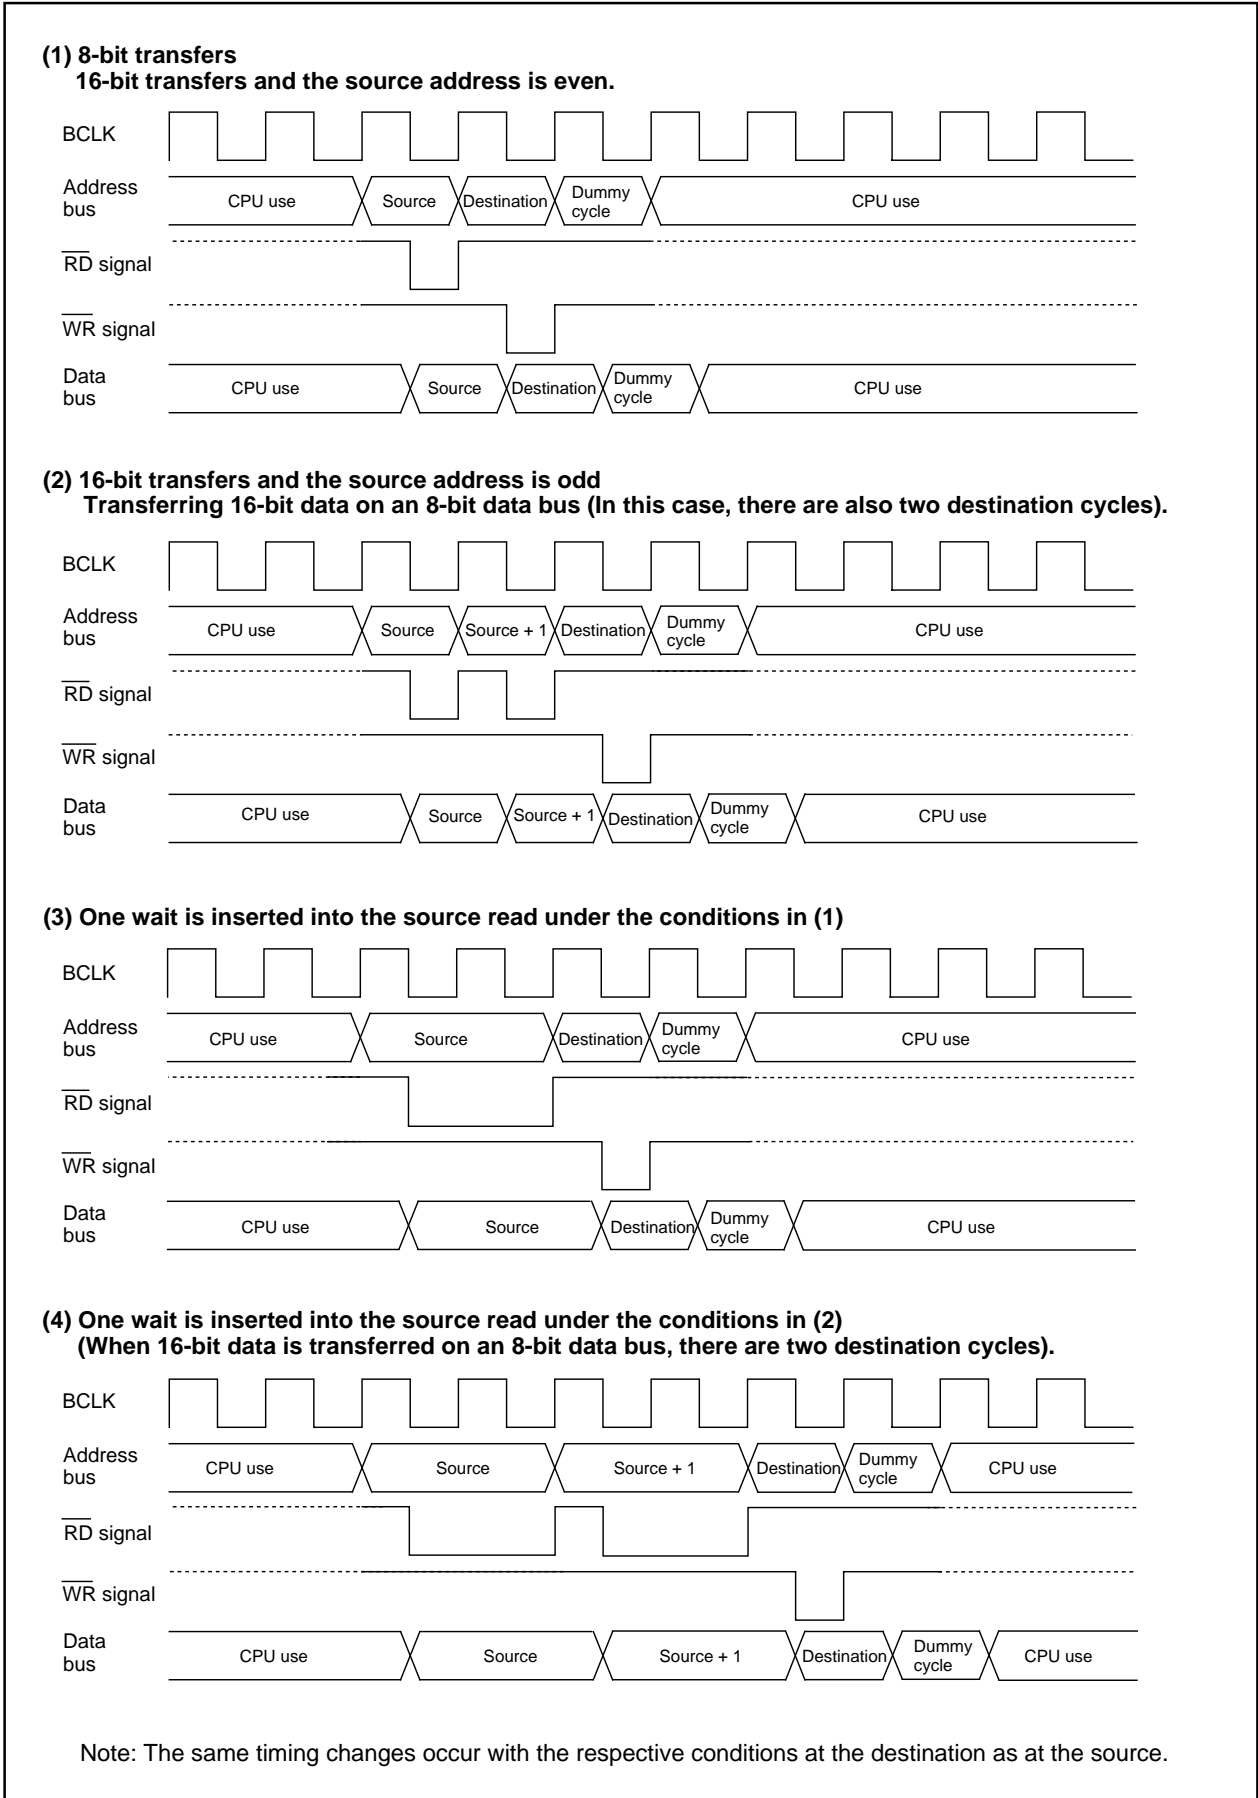 (1) 8-bit transfers
16-bit transfers and the source address is even.
BCLK
Address
bus
CPU use
Source
Destination
Dummy
cycle
CPU use
RD signal
WR signal
Data
bus
CPU use
Source
Destination
Dummy
cycle
CPU use
(2) 16-bit transfers and the source address is odd
Transferring 16-bit data on an 8-bit data bus (In this case, there are also two destination cycles).
BCLK
Address
bus
CPU use
Source
Source + 1
Destination
Dummy
cycle
CPU use
RD signal
WR signal
Data
bus
CPU use
Source
Source + 1
Destination
Dummy
cycle
CPU use
(3) One wait is inserted into the source read under the conditions in (1)
BCLK
Address
bus
CPU use
Source
Destination
Dummy
cycle
CPU use
RD signal
WR signal
Data
bus
CPU use
Source
Destination
Dummy
cycle
CPU use
(4) One wait is inserted into the source read under the conditions in (2)
(When 16-bit data is transferred on an 8-bit data bus, there are two destination cycles).
BCLK
Address
bus
CPU use
Source
Source + 1
Destination
Dummy
cycle
CPU use
RD signal
WR signal
Data
bus
CPU use
Source
Source + 1
Destination
Dummy
cycle
CPU use
Note: The same timing changes occur with the respective conditions at the destination as at the source.